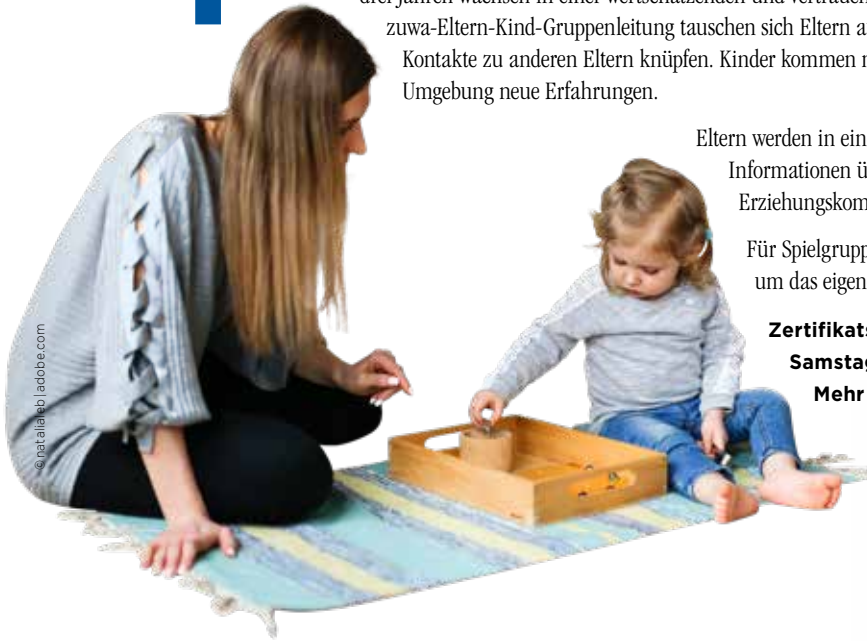 drei Jahren wachsen in einer wertschätzenden und vertrauen
zuwa-Eltern-Kind-Gruppenleitung tauschen sich Eltern a
Kontakte zu anderen Eltern knüpfen. Kinder kommen
Umgebung neue Erfahrungen.
Eltern werden in ein
Informationen ü
Erziehungskom
Für Spielgrupp
um das eigen
Zertifikats
Samstag
Mehr
©natalialeb|adobe.com